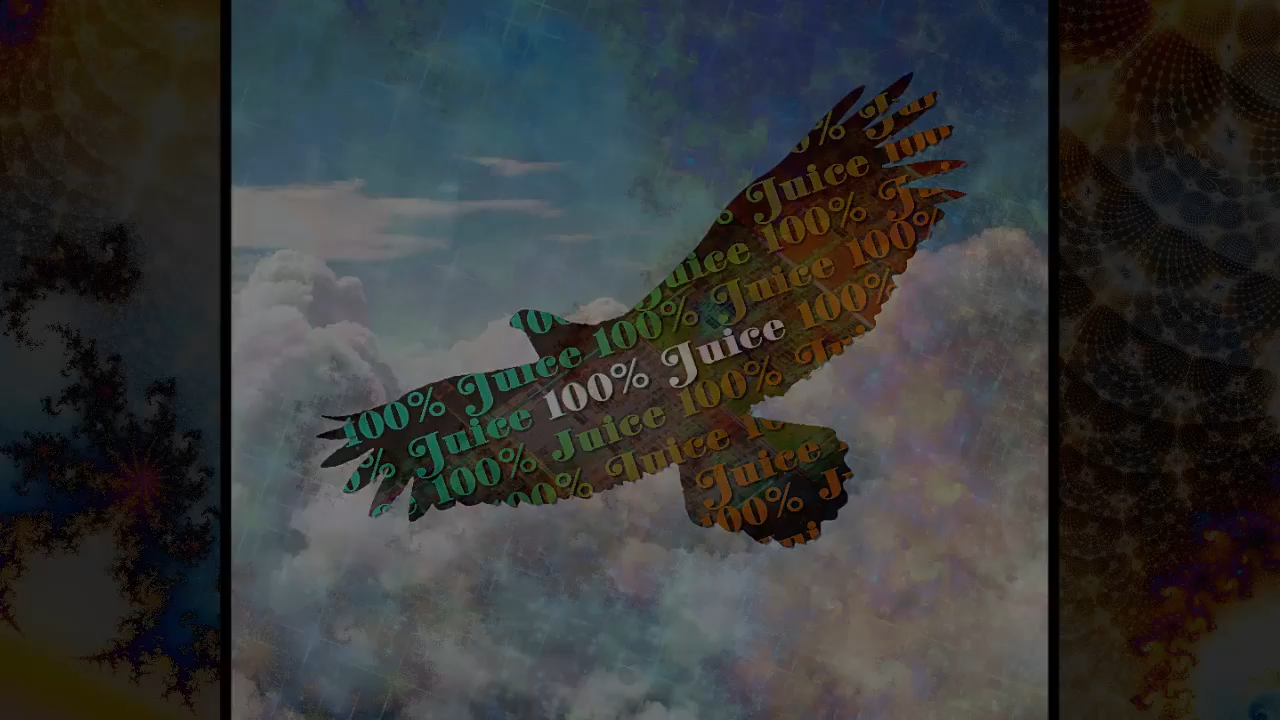 Juice
Juice 100%
100% Juice 100% Juice 100%
Juice 100% Juice 100%
100% Juice 100%
100% Juice
Juice
100%